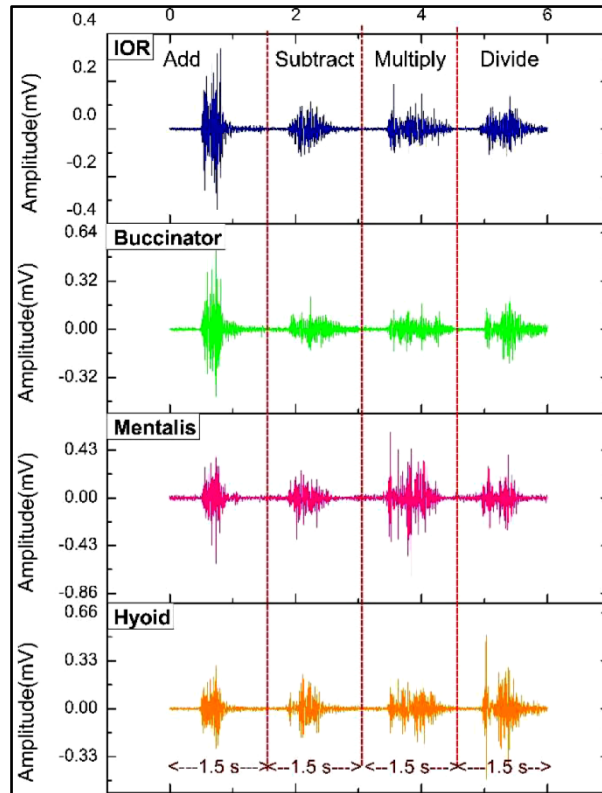 0 2 4 6
0.4
IOR
Add Subtract Multiply Divide
0.2
0.0
-0.2
-0.4
Amplitude(mV)
Buccinator
0.64
0.32
0.00
-0.32
Amplitude(mV)
Mentalis
0.43
0.00
-0.43
-0.86
Amplitude(mV)
Hyoid
0.66
0.33
0.00
-0.33
Amplitude(mV)
<---1.5 s---> <---1.5 s---> <---1.5 s---> <---1.5 s--->